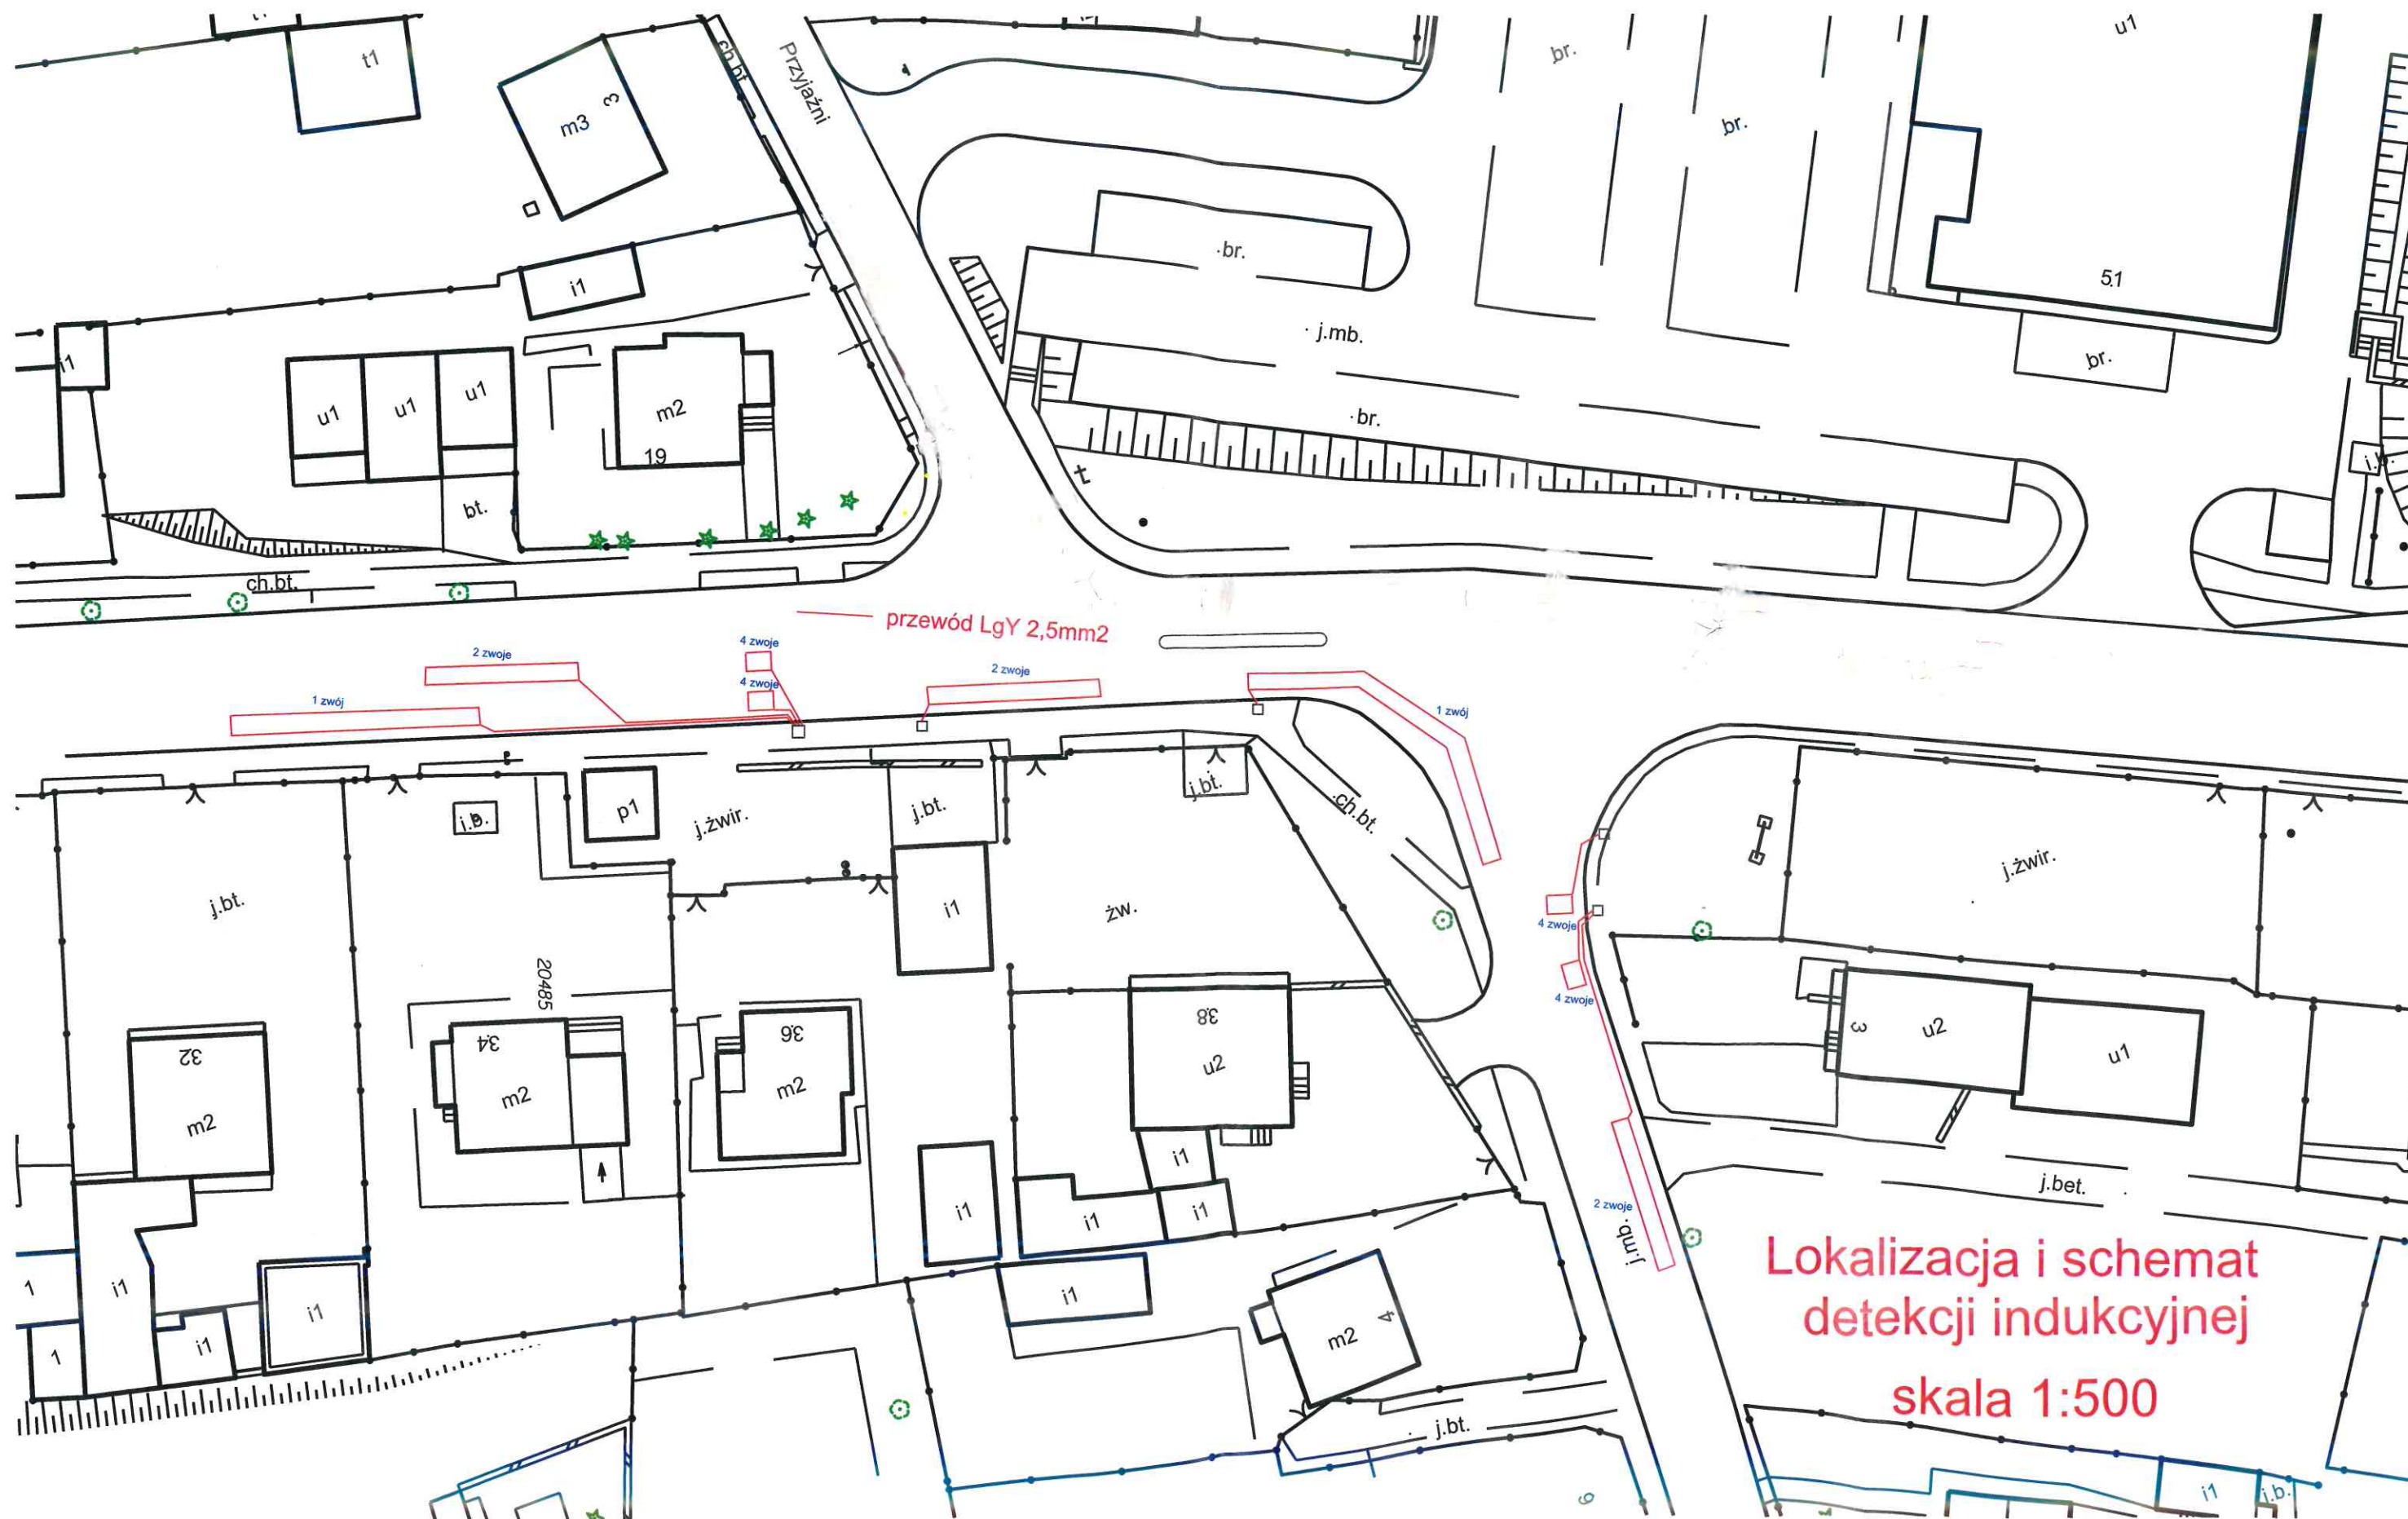 t1
m3
3
ch.bt.
Przyjaźni
br.
br.
u1
br.
51
i1
j.mb.
br.
i1
u1
u1
u1
m2
19
br.
bt.
t
ch.bt.
przewód LgY 2,5mm2
4 zwoje
2 zwoje
4 zwoje
2 zwoje
1 zwój
1 zwój
i.b.
p1
j.żwir.
j.bt.
j.bt.
ch.bt.
j.żwir.
j.bt.
i1
żw.
4 zwoje
20485
4 zwoje
32
m2
34
m2
36
m2
38
u2
3
u2
u1
i1
i1
i1
i1
j.bet.
2 zwoje
j.mb.
1
i1
i1
i1
m2
4
1
i1
Lokalizacja i schemat
detekcji indukcyjnej
skala 1:500
j.bt.
i1
i.b.